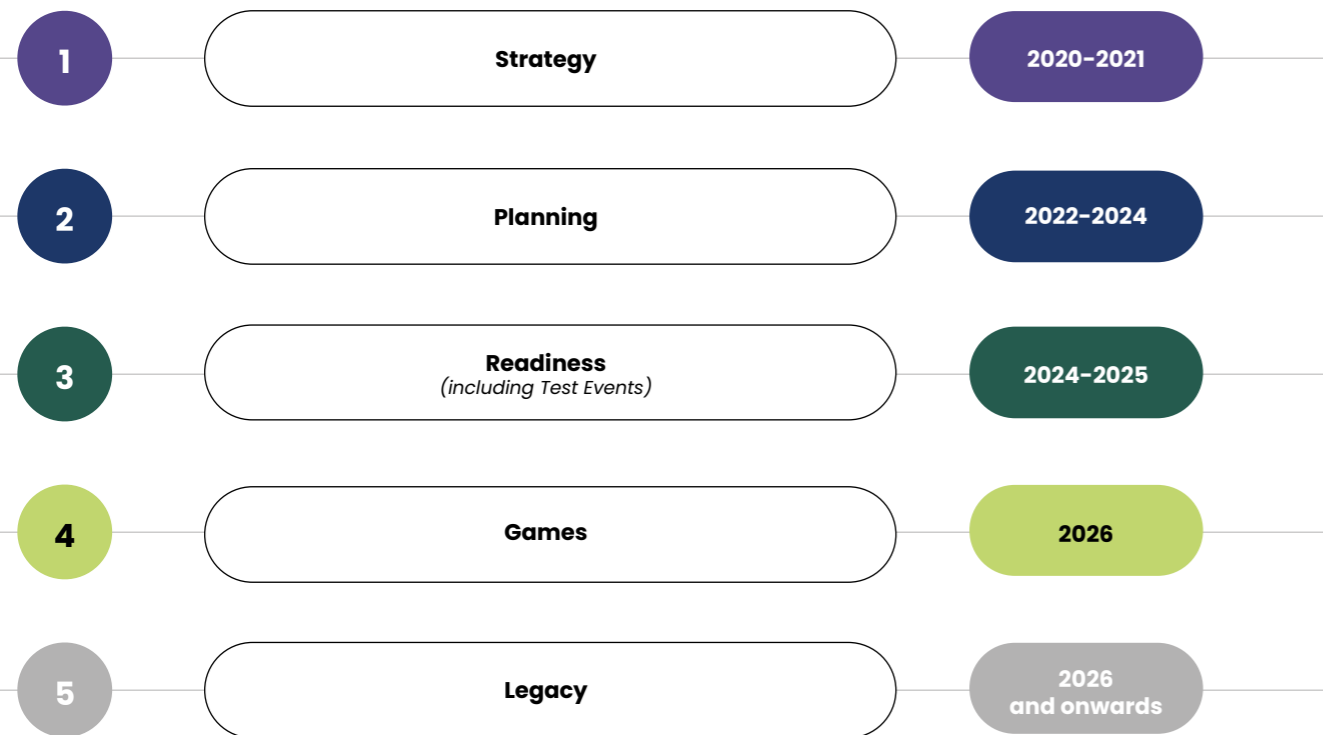 1
Strategy
2020-2021
2
Planning
2022-2024
3
Readiness
(including Test Events)
2024-2025
4
Games
2026
5
Legacy
2026
and onwards